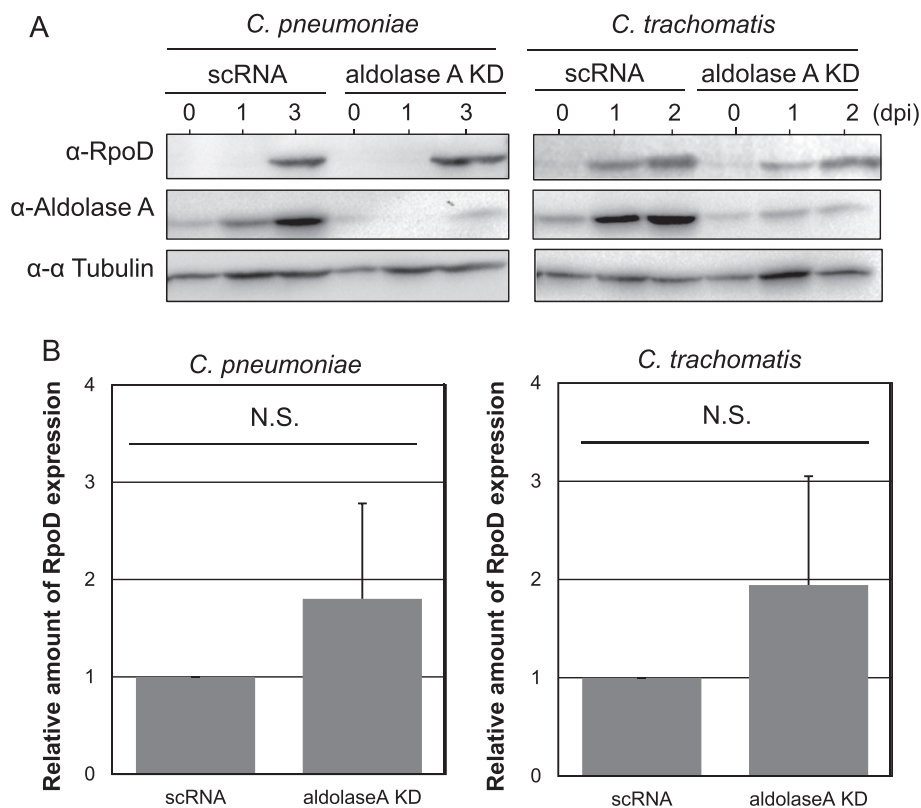 A
C. pneumoniae
C. trachomatis
scRNA
aldolase A KD
scRNA
aldolase A KD
0 1 3 0 1 3
0 1 2 0 1 2 (dpi)
α-RpoD
α-Aldolase A
α-α Tubulin
B
C. pneumoniae
C. trachomatis
Relative amount of RpoD expression
4
3
2
1
0
N.S.
scRNA
aldolaseA KD
Relative amount of RpoD expression
4
3
2
1
0
N.S.
scRNA
aldolaseA KD